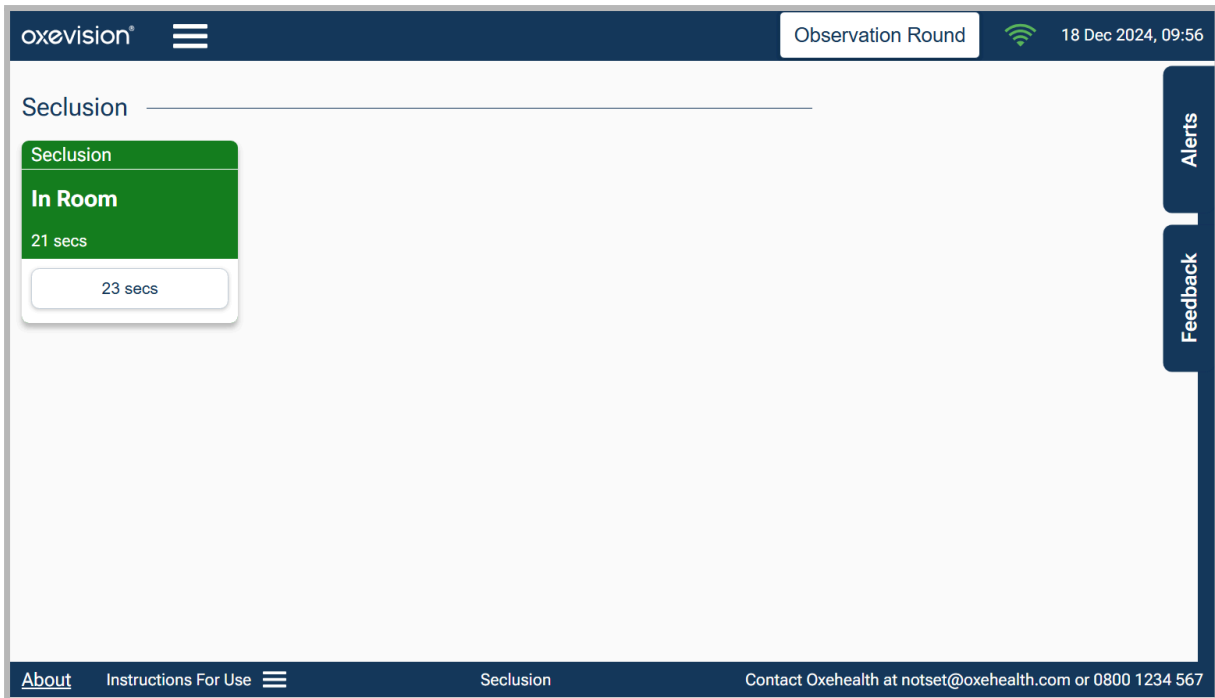 oxevision®
Observation Round
18 Dec 2024, 09:56
Seclusion
Seclusion
In Room
21 secs
23 secs
Alerts
Feedback
About
Instructions For Use
Seclusion
Contact Oxehealth at notset@oxehealth.com or 0800 1234 567